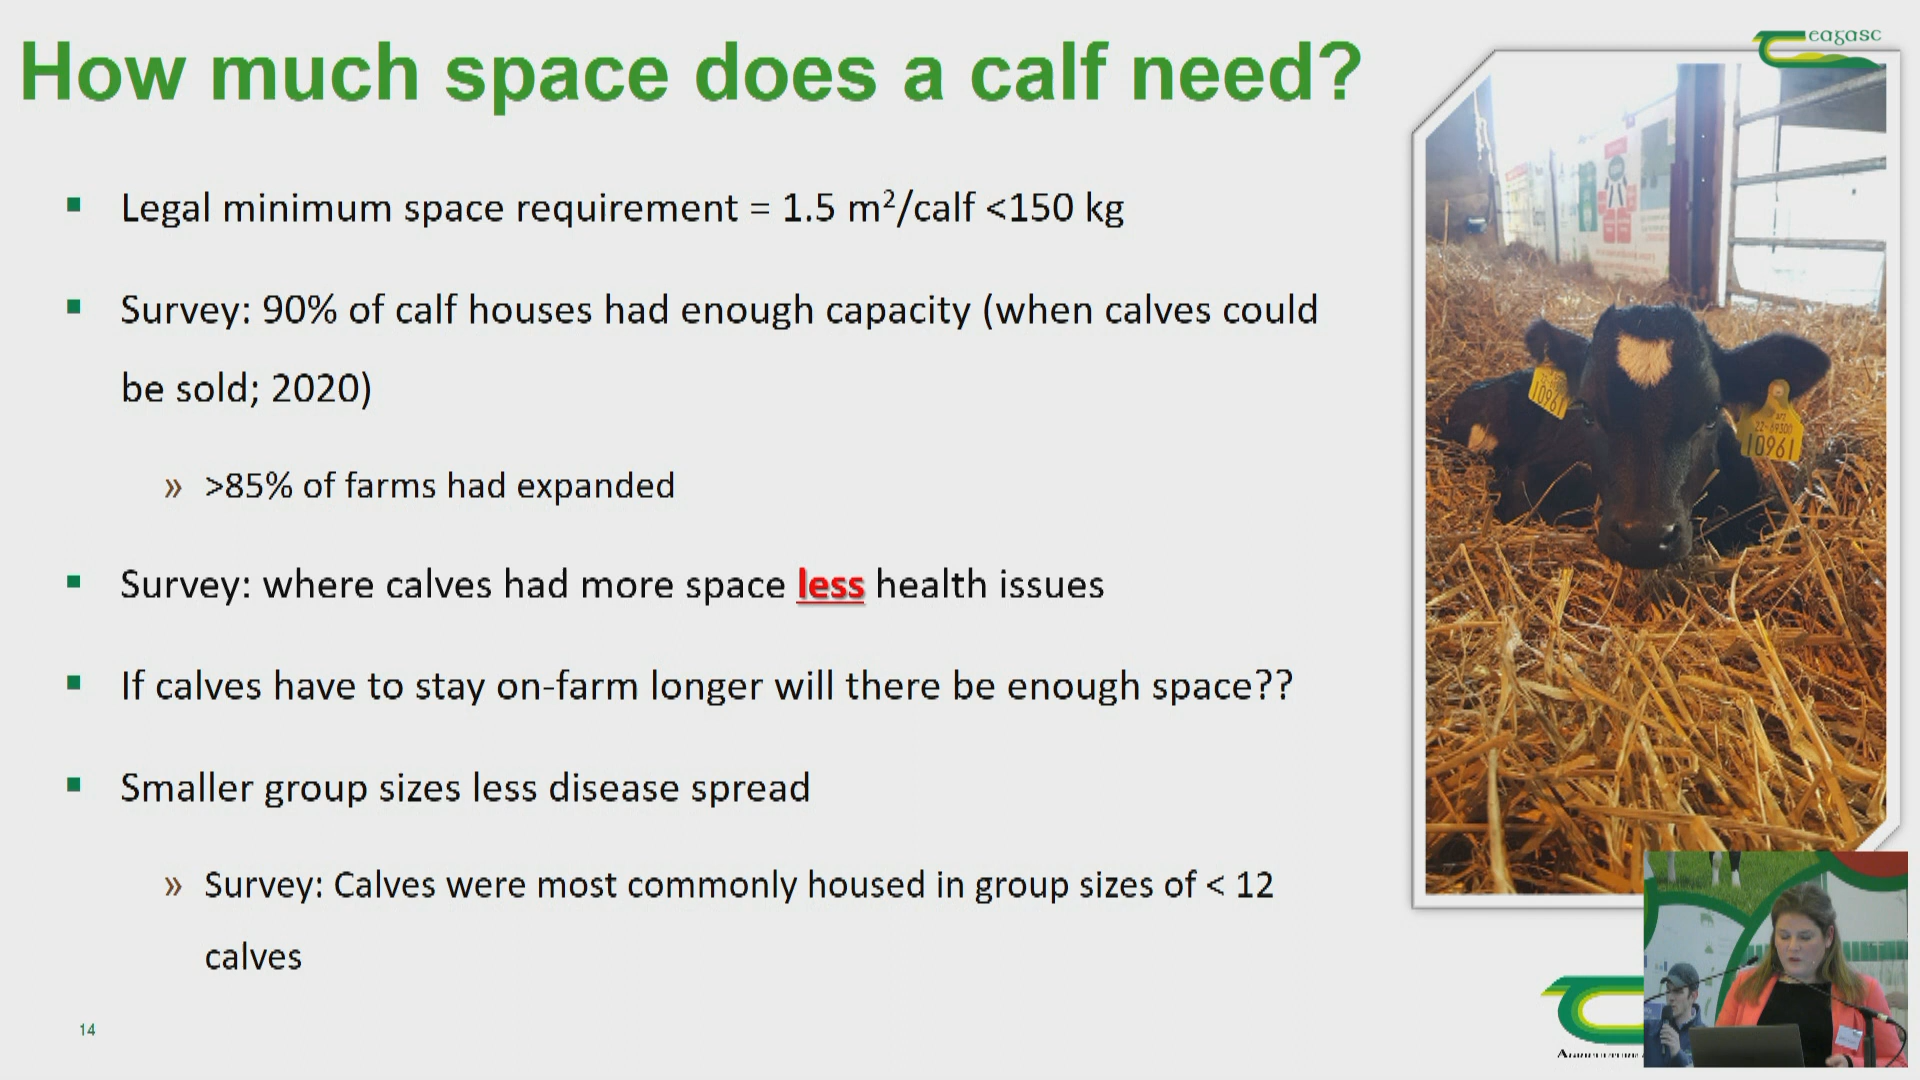 How much space does a calf need?
eagasc
▪ Legal minimum space requirement = 1.5 m²/calf <150 kg
▪ Survey: 90% of calf houses had enough capacity (when calves could
be sold; 2020)
» >85% of farms had expanded
▪ Survey: where calves had more space less health issues
▪ If calves have to stay on-farm longer will there be enough space??
▪ Smaller group sizes less disease spread
» Survey: Calves were most commonly housed in group sizes of < 12
calves
10961
10961
14